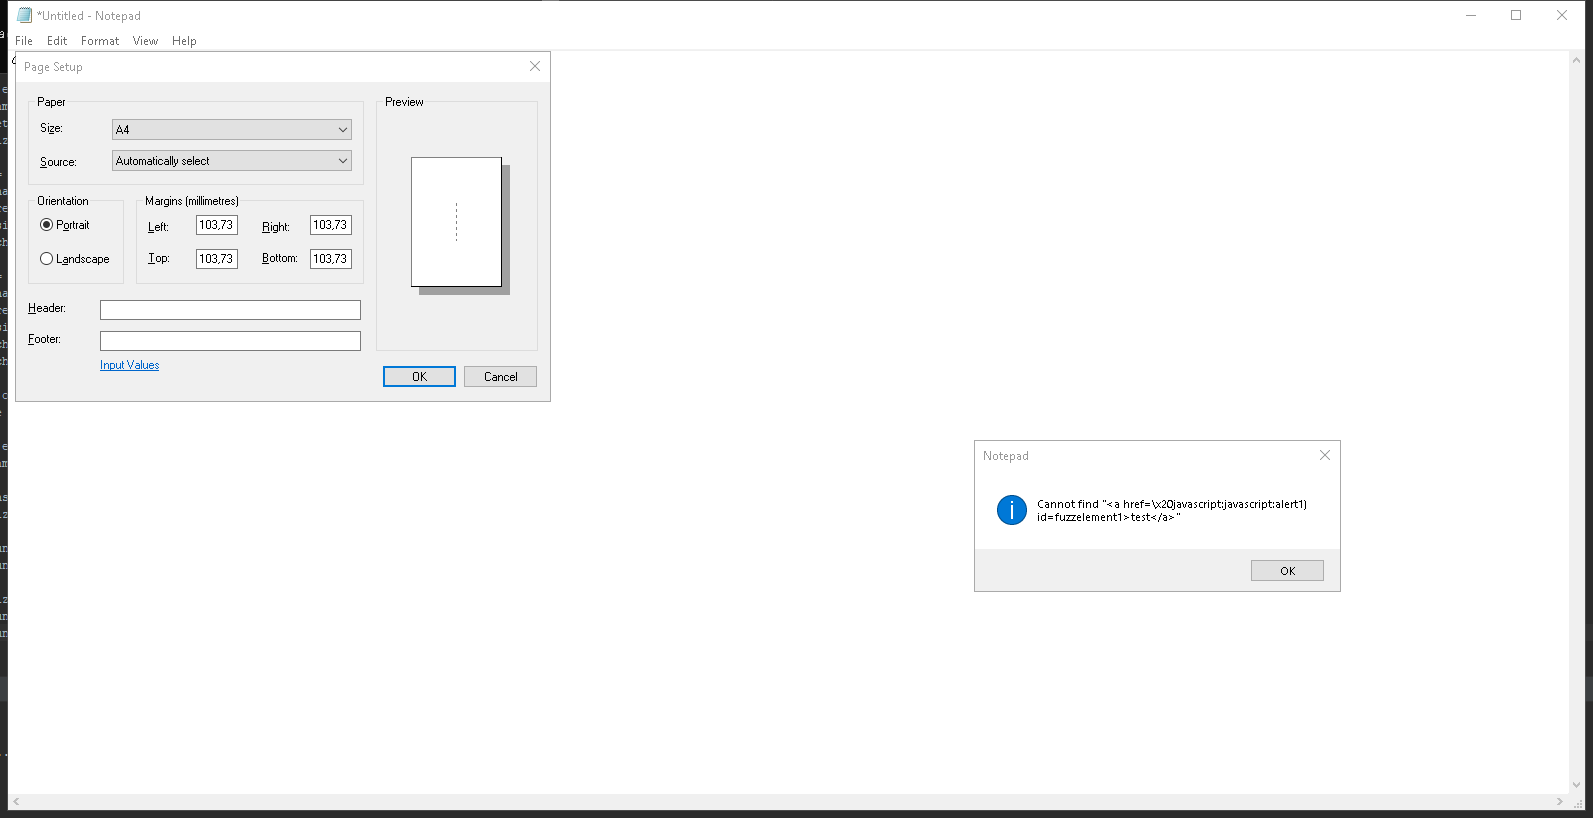 *Untitled - Notepad
File Edit Format View Help
Page Setup
Paper
Size: A4
Source: Automatically select
Preview
Orientation
Portrait
Landscape
Margins (millimetres)
Left: 103,73 Right: 103,73
Top: 103,73 Bottom: 103,73
Header:
Footer:
Input Values
OK Cancel
Notepad
Cannot find "<a href=\x20javascript:javascript:alert1)
id=fuzzelement1>test</a>"
OK